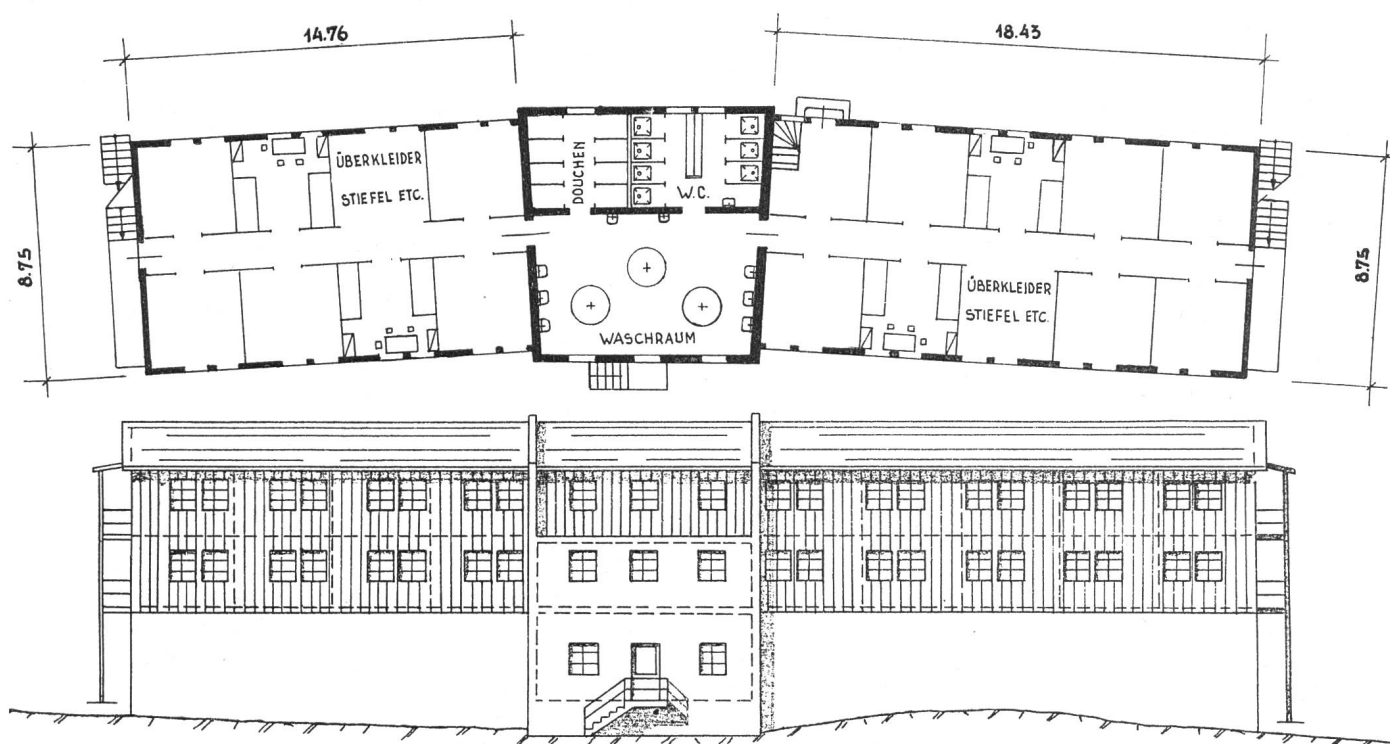 14.76
18.43
ÜBERKLEIDER
STIEFEL ETC.
DOUCHEN
W.C.
8.75
8.75
ÜBERKLEIDER
STIEFEL ETC.
WASCHRAUM